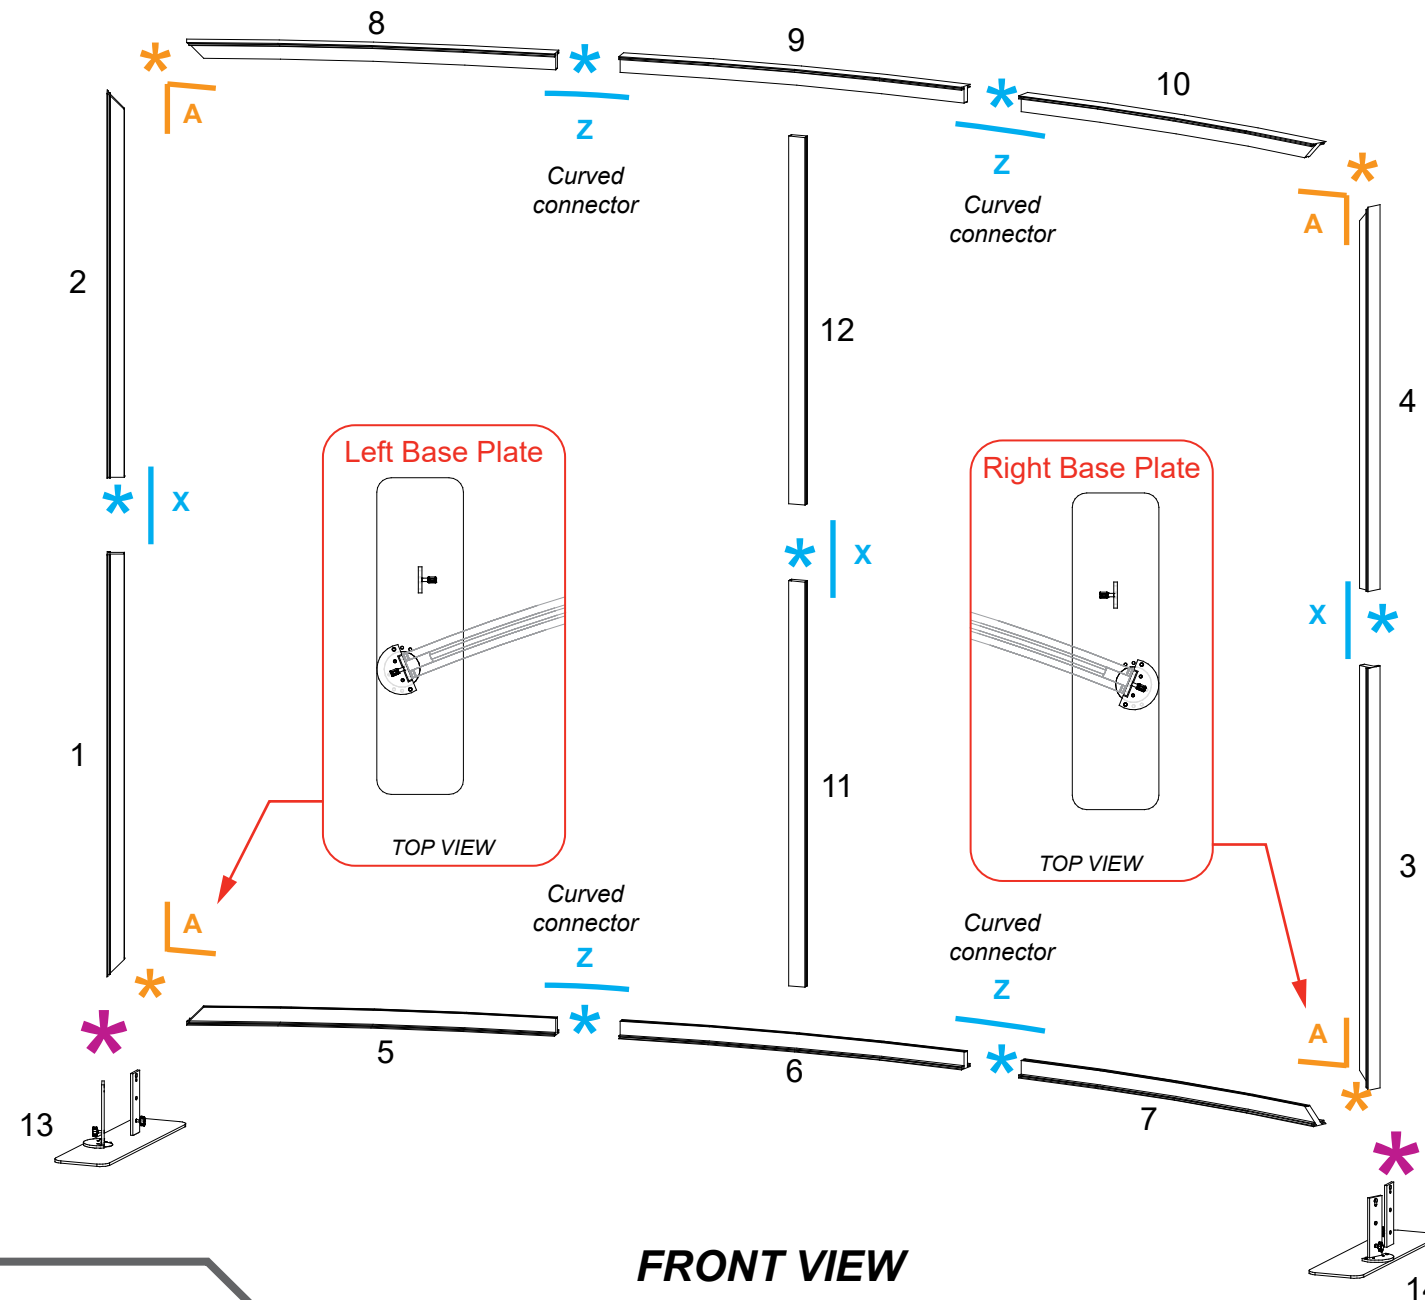 8
9
10
A
Z
Curved
connector
Z
Curved
connector
A
2
12
4
Left Base Plate
Right Base Plate
X
X
X
1
11
3
TOP VIEW
TOP VIEW
A
Curved
connector
Z
Curved
connector
Z
A
5
6
7
13
FRONT VIEW